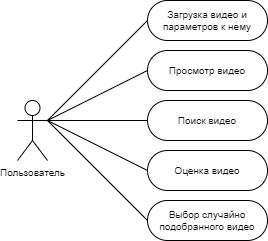 Загрузка видео и
параметров к нему
Просмотр видео
Поиск видео
Пользователь
Оценка видео
Выбор случайно
подобранного видео